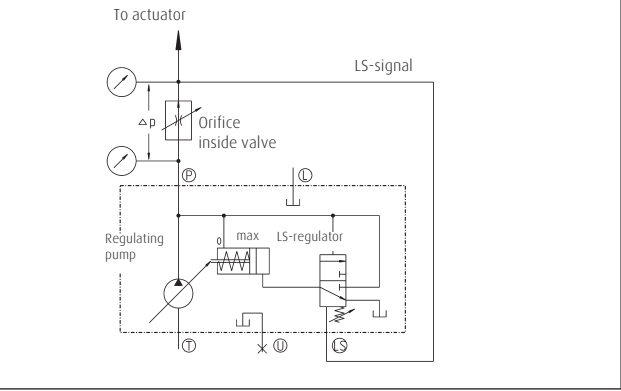 To actuator
LS-signal
Δp
Orifice
inside valve
P
L
Regulating
pump
0
max
LS-regulator
T
U
LS